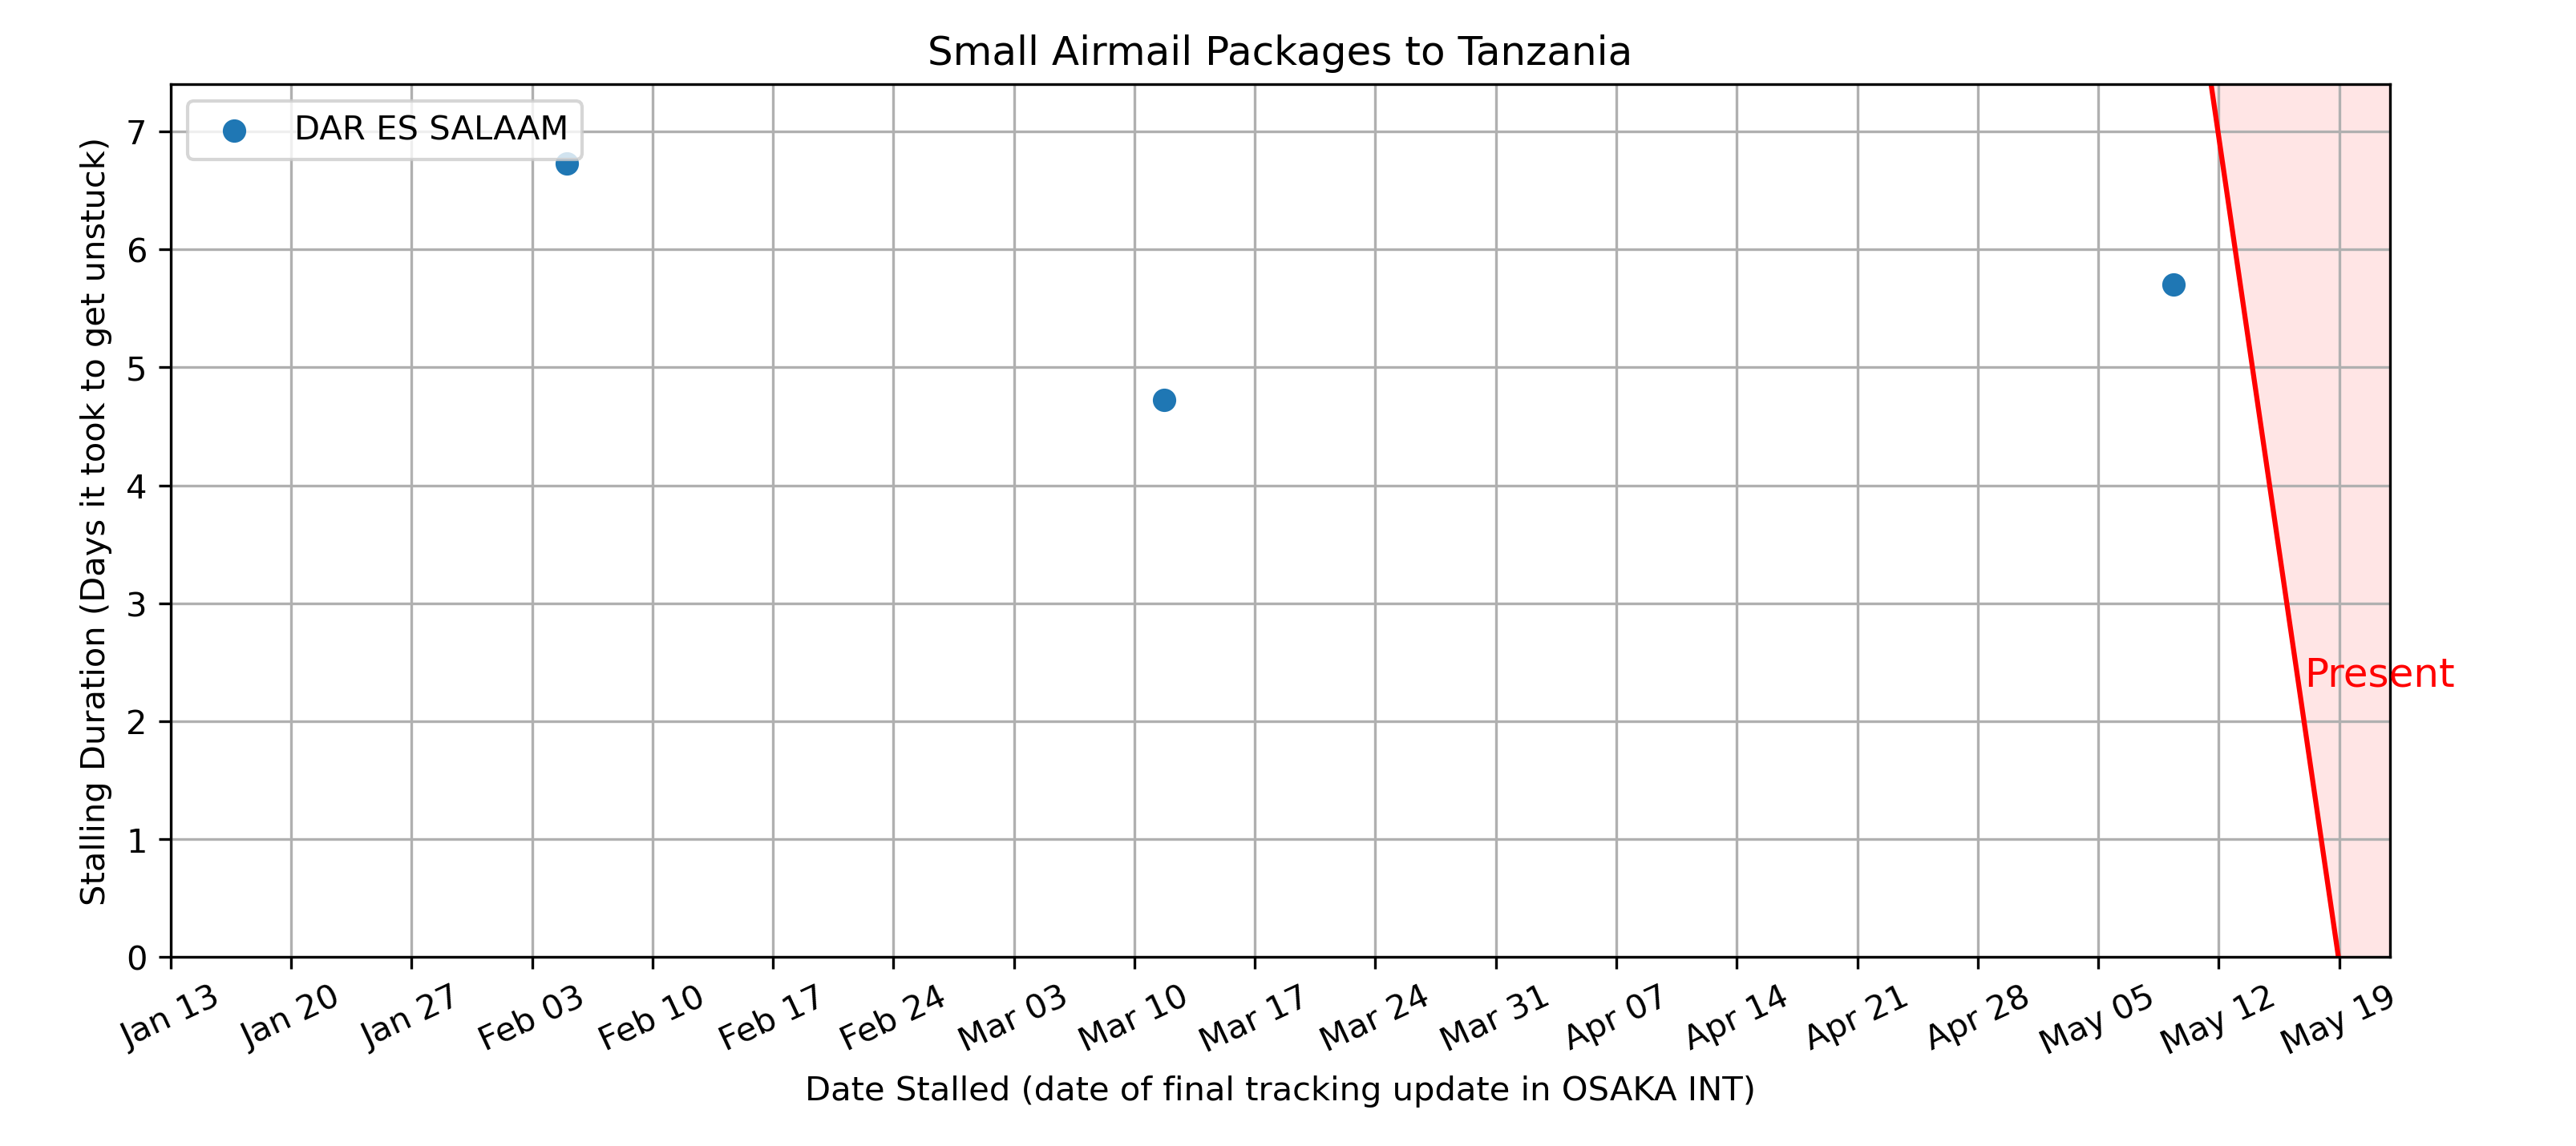 Small Airmail Packages to Tanzania
DAR ES SALAAM
Stalling Duration (Days it took to get unstuck)
7
6
5
4
3
2
1
0
Present
Jan 13
Jan 20
Jan 27
Feb 03
Feb 10
Feb 17
Feb 24
Mar 03
Mar 10
Mar 17
Mar 24
Mar 31
Apr 07
Apr 14
Apr 21
Apr 28
May 05
May 12
May 19
Date Stalled (date of final tracking update in OSAKA INT)